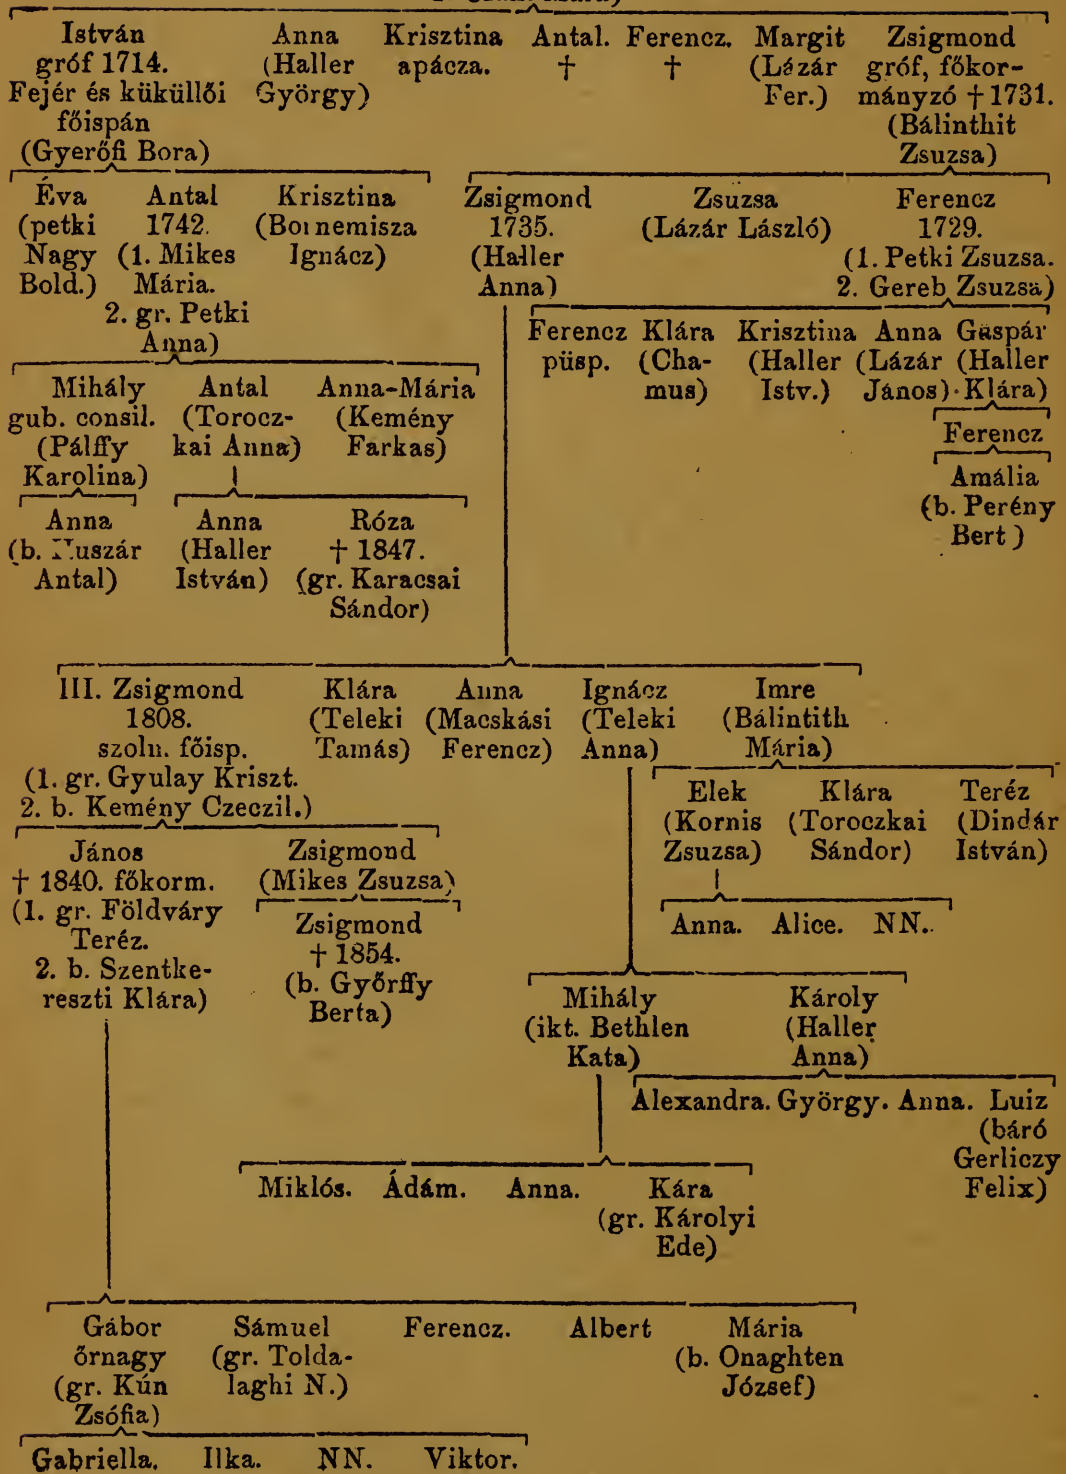 István Anna Krisztina Antal. Ferencz. Margit Zsigmond
gróf 1714. (Haller apácza. † † (Lázár gróf, főkor-
Fejér és küküllői György) Fer.) mányzó † 1731.
főispán (Bálinthit
(Gyerőfi Bora) Zsuzsa)
Éva Antal Krisztina Zsigmond Zsuzsa Ferencz
(petki 1742. (Bornemisza 1735. (Lázár László) 1729.
Nagy (1. Mikes Ignácz) (Haller (1. Petki Zsuzsa.
Bold.) Mária. Anna) 2. Gereb Zsuzsa)
2. gr. Petki
Anna)
Ferencz Klára Krisztina Anna Gáspár
püsp. (Cha- (Haller (Lázár (Haller
mus) Istv.) János) Klára)
Mihály Antal Anna-Mária
gub. consil. (Torocz- (Kemény
(Pálffy kai Anna) Farkas)
Karolina)
Ferencz
Amália
(b. Perény
Bert )
Anna Anna Róza
(b. Huszár (Haller † 1847.
Antal) István) (gr. Karacsai
Sándor)
III. Zsigmond Klára Anna Ignácz Imre
1808. (Teleki (Macskási (Teleki (Bálintith
szoln. főisp. Tamás) Ferencz) Anna) Mária)
(1. gr. Gyulay Kriszt.
2. b. Kemény Czeczil.)
Elek Klára Teréz
(Kornis (Toroczkai (Dindár
Zsuzsa) Sándor) István)
János Zsigmond
† 1840. főkorm. (Mikes Zsuzsa)
(1. gr. Földváry
Teréz.
2. b. Szentke-
reszti Klára)
Zsigmond
† 1854.
(b. Győrffy
Berta)
Anna. Alice. NN.
Mihály Károly
(ikt. Bethlen (Haller
Kata) Anna)
Alexandra. György. Anna. Luiz
(báró
Gerliczy
Felix)
Miklós. Ádám. Anna. Kára
(gr. Károlyi
Ede)
Gábor Sámuel Ferencz. Albert Mária
őrnagy (gr. Tolda- (b. Onaghten
(gr. Kún laghi N.) József)
Zsófia)
Gabriella. Ilka. NN. Viktor.